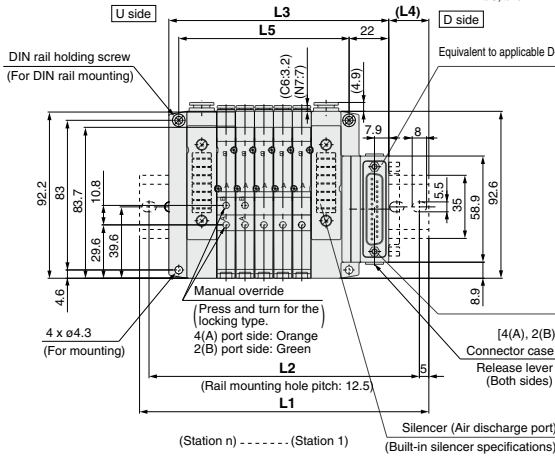 U side
L3
(L4)
D side
L5
22
DIN rail holding screw
(For DIN rail mounting)
(C6:3.2)
(N7:7)
(4.9)
Equivalent to applicable D
7.9
8
92.2
83
83.7
10.8
29.6
39.6
4.6
5.5
35
58.9
92.6
8.9
Manual override
(Press and turn for the
locking type.)
4(A) port side: Orange
2(B) port side: Green
4 x ø4.3
(For mounting)
[4(A), 2(B)
Connector case
Release lever
(Both sides)
L2
5
(Rail mounting hole pitch: 12.5)
L1
Silencer (Air discharge port)
(Built-in silencer specifications)
(Station n) - - - - - - (Station 1)